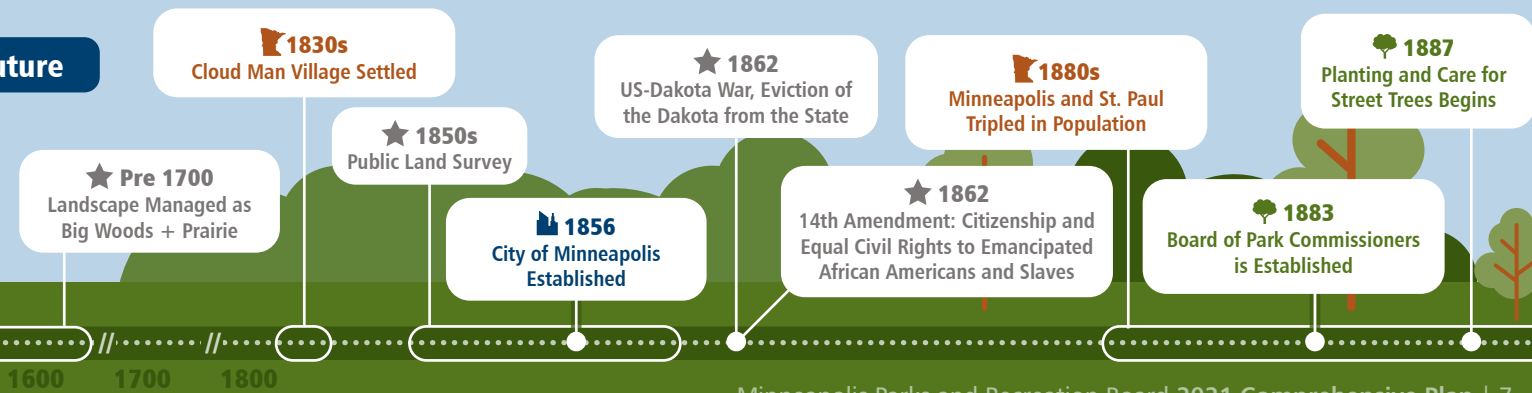 uture
1830s
Cloud Man Village Settled
1862
US-Dakota War, Eviction of
the Dakota from the State
1880s
Minneapolis and St. Paul
Tripled in Population
1887
Planting and Care for
Street Trees Begins
1850s
Public Land Survey
Pre 1700
Landscape Managed as
Big Woods + Prairie
1856
City of Minneapolis
Established
1862
14th Amendment: Citizenship and
Equal Civil Rights to Emancipated
African Americans and Slaves
1883
Board of Park Commissioners
is Established
1600 1700 1800
Minneapolis Parks and Recreation Board 2021 Comprehensive Plan | 7